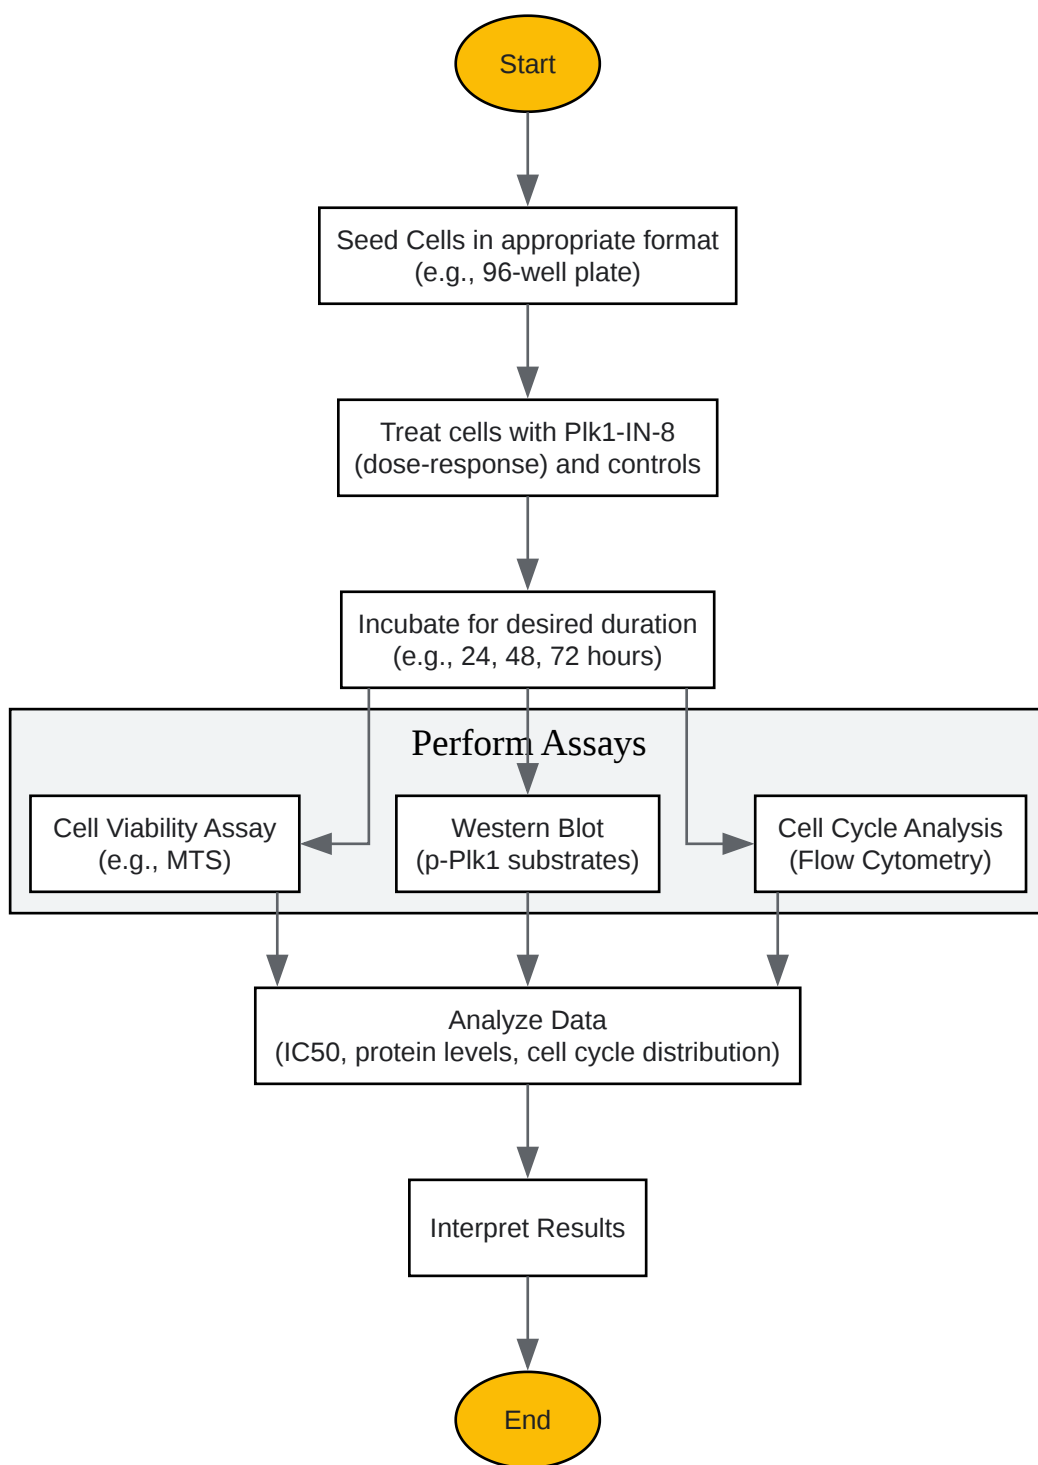 Start
Seed Cells in appropriate format
(e.g., 96-well plate)
Treat cells with Plk1-IN-8
(dose-response) and controls
Incubate for desired duration
(e.g., 24, 48, 72 hours)
Perform Assays
Cell Viability Assay
(e.g., MTS)
Western Blot
(p-Plk1 substrates)
Cell Cycle Analysis
(Flow Cytometry)
Analyze Data
(IC50, protein levels, cell cycle distribution)
Interpret Results
End